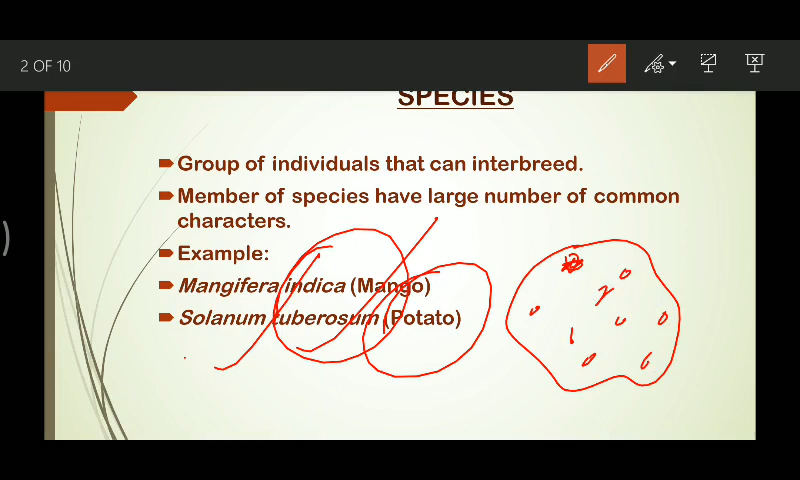 2 OF 10
SPECIES
Group of individuals that can interbreed.
Member of species have large number of common
characters.
Example:
Mangifera indica (Mango)
Solanum tuberosum (Potato)